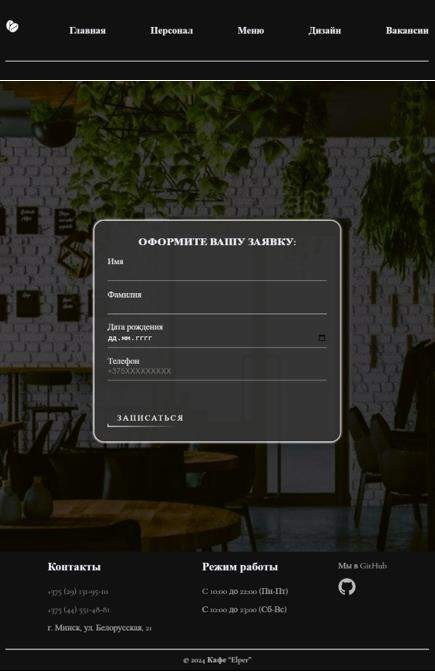 Главная Персонал Меню Дизайн Вакансии
ОФОРМИТЕ ВАШУ ЗАЯВКУ:
Имя
Фамилия
Дата рождения
дд.мм.гггг
Телефон
+375XXXXXXXXX
ЗАПИСАТЬСЯ
Контакты
+375 (29) 131-95-10
+375 (44) 551-48-81
г. Минск, ул. Белорусская, 21
Режим работы
С 10:00 до 22:00 (Пн-Пт)
С 10:00 до 23:00 (Сб-Вс)
Мы в GitHub
© 2024 Кафе "Elper"